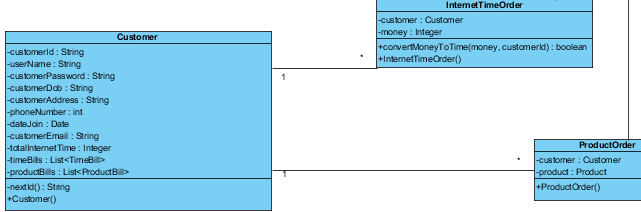 InternetTimeOrder
-customer : Customer
-money : Integer
+convertMoneyToTime(money, customerId) : boolean
+InternetTimeOrder()
Customer
-customerId : String
-userName : String
-customerPassword : String
-customerDob : String
-customerAddress : String
-phoneNumber : int
-dateJoin : Date
-customerEmail : String
-totalInternetTime : Integer
-timeBills : List<TimeBill>
-productBills : List<ProductBill>
-nextId() : String
+Customer()
*
1
*
1
ProductOrder
-customer : Customer
-product : Product
+ProductOrder()